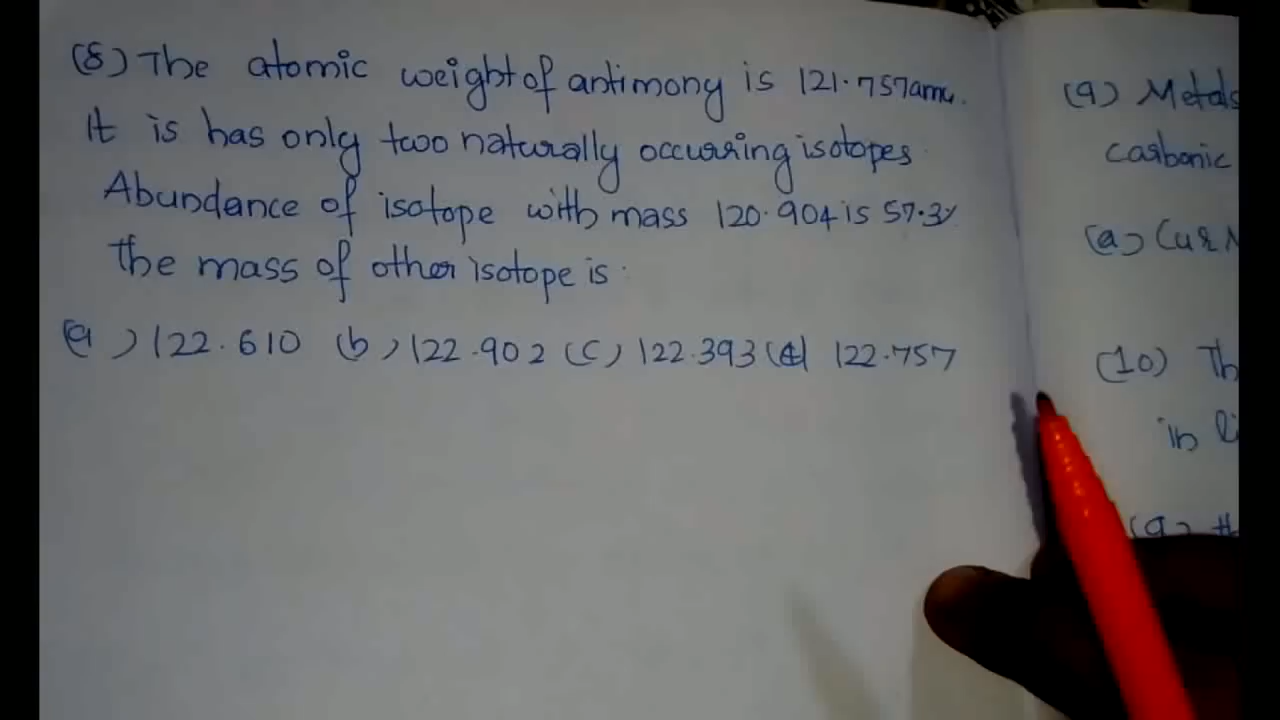 (8) The atomic weight of antimony is 121.757amu.
It is has only two naturally occurring isotopes.
Abundance of isotope with mass 120.904 is 57.3%
The mass of other isotope is.
(a) 122.610 (b) 122.902 (c) 122.393 (d) 122.757
(9) Metals
carbonic
(a)
(10) Th
in li
(a)